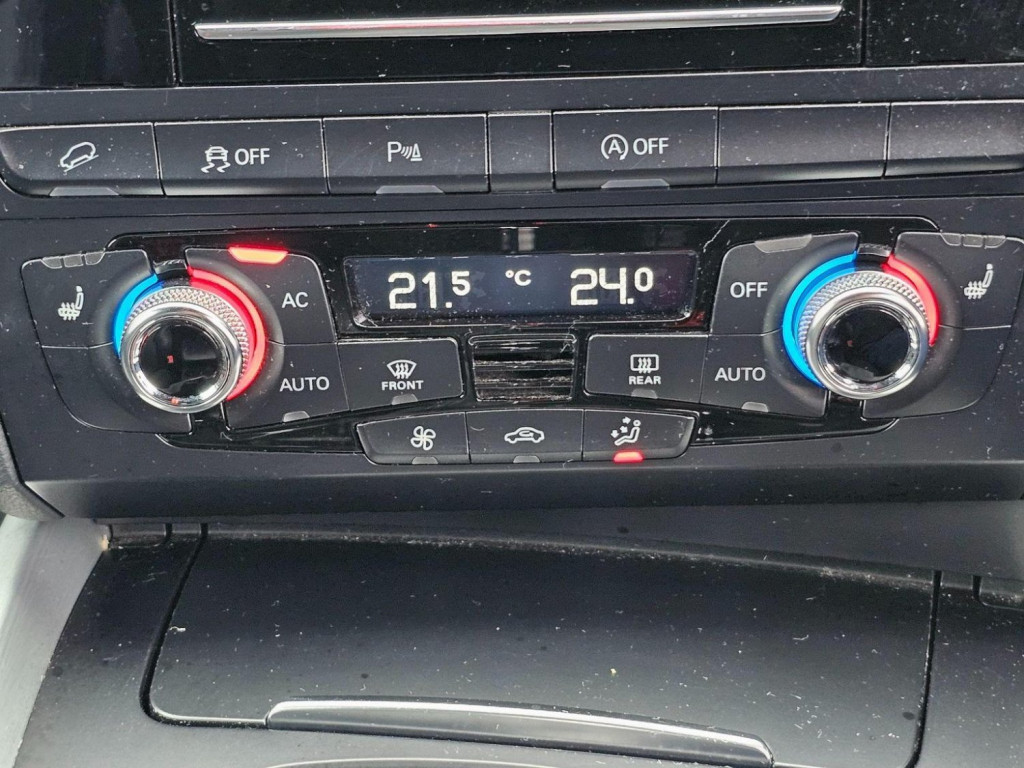 OFF
P
A OFF
AC
21.5 °C 24.0
OFF
AUTO
FRONT
REAR
AUTO